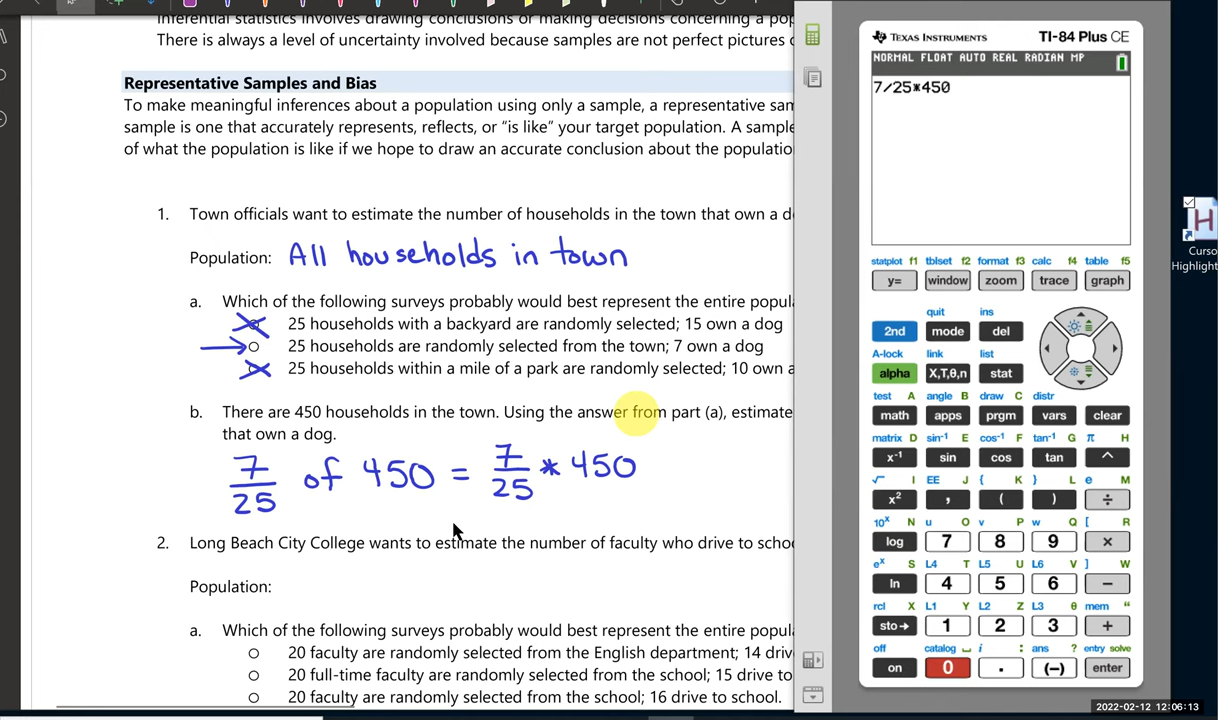 Inferential statistics involves drawing conclusions or making decisions concerning a pop
There is always a level of uncertainty involved because samples are not perfect pictures
Representative Samples and Bias
To make meaningful inferences about a population using only a sample, a representative sam
sample is one that accurately represents, reflects, or “is like” your target population. A sample
of what the population is like if we hope to draw an accurate conclusion about the populatio
1. Town officials want to estimate the number of households in the town that own a d
Population: All households in town
a. Which of the following surveys probably would best represent the entire popul
25 households with a backyard are randomly selected; 15 own a dog
25 households are randomly selected from the town; 7 own a dog
25 households within a mile of a park are randomly selected; 10 own a
b. There are 450 households in the town. Using the answer from part (a), estimate
that own a dog.
7/25 of 450 = 7/25 * 450
2. Long Beach City College wants to estimate the number of faculty who drive to scho
Population:
a. Which of the following surveys probably would best represent the entire popul
20 faculty are randomly selected from the English department; 14 driv
20 full-time faculty are randomly selected from the school; 15 drive to
20 faculty are randomly selected from the school; 16 drive to school.
TEXAS INSTRUMENTS TI-84 Plus CE
NORMAL FLOAT AUTO REAL RADIAN MP
7/25*450
statplot f1 tblset f2 format f3 calc f4 table f5
y= window zoom trace graph
quit ins
2nd mode del
A-lock link list
alpha X,T,θ,n stat
test A angle B draw C distr
math apps prgm vars clear
matrix D sin⁻¹ E cos⁻¹ F tan⁻¹ G π H
x⁻¹ sin cos tan ^
√ I EE J { K } L e M
x² , ( ) ÷
10ˣ N u O v P w Q [ R
log 7 8 9 ×
eˣ S L4 T L5 U L6 V ] W
ln 4 5 6 −
rcl X L1 Y L2 Z L3 θ mem “
sto→ 1 2 3 +
off catalog i : ans ? entry solve
on 0 . (−) enter
H
Curso
Highlight
2022-02-12 12:06:13